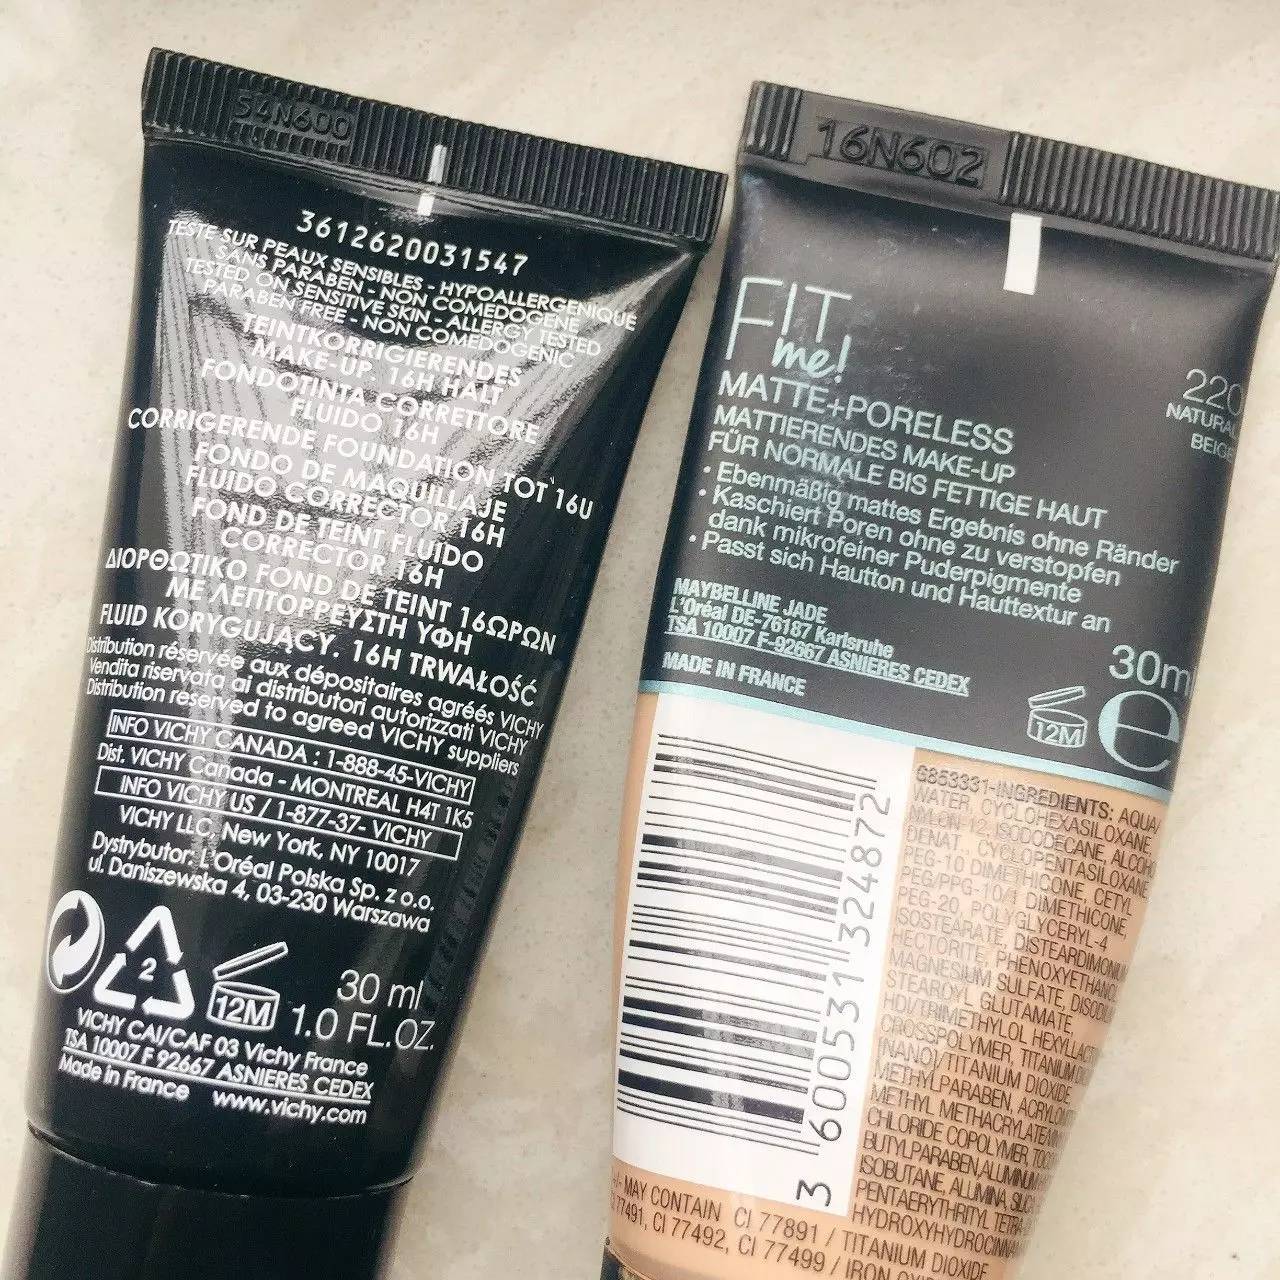 54N600
3612620031547
TESTE SUR PEAUX SENSIBLES - HYPOALLERGENIQUE
SANS PARABEN - NON COMEDOGENE
TESTED ON SENSITIVE SKIN - ALLERGY TESTED
PARABEN FREE - NON COMEDOGENIC
TEINTKORRIGIERENDES
MAKE-UP, 16H HALT
FONDOTINTA CORRETTORE
FLUIDO 16H
CORRIGERENDE FOUNDATION TOT 16U
FONDO DE MAQUILLAJE
FLUIDO CORRECTOR 16H
FOND DE TEINT FLUIDO
CORRECTOR 16H
ΔΙΟΡΘΩΤΙΚΟ FOND DE TEINT 16ΩΡΩΝ
ΜΕ ΛΕΠΤΟΡΡΕΥΣΤΗ ΥΦΗ
FLUID KORYGUJĄCY. 16H TRWAŁOŚĆ
Distribution réservée aux dépositaires agréés VICHY
Vendita riservata ai distributori autorizzati VICHY
Distribution reserved to agreed VICHY suppliers
INFO VICHY CANADA : 1-888-45-VICHY
Dist. VICHY Canada - MONTREAL H4T 1K5
INFO VICHY US / 1-877-37- VICHY
VICHY LLC, New York, NY 10017
Dystrybutor: L'Oréal Polska Sp. z o.o.
ul. Daniszewska 4, 03-230 Warszawa
2
12M
30 ml
1.0 FL.OZ.
VICHY CAI/CAF 03 Vichy France
TSA 10007 F 92667 ASNIERES CEDEX
Made in France www.vichy.com
16N602
FIT
me!
MATTE+PORELESS
220
NATURAL
BEIGE
MATTIERENDES MAKE-UP
FÜR NORMALE BIS FETTIGE HAUT
• Ebenmäßig mattes Ergebnis ohne Ränder
• Kaschiert Poren ohne zu verstopfen
dank mikrofeiner Puderpigmente
• Passt sich Hautton und Hauttextur an
MAYBELLINE JADE
L'Oréal DE-76187 Karlsruhe
TSA 10007 F-92667 ASNIERES CEDEX
MADE IN FRANCE
30m
12M
e
3 600531 324872
G853331-INGREDIENTS: AQUA/
WATER, CYCLOHEXASILOXANE,
NYLON-12, ISODODECANE, ALCOHOL
DENAT., CYCLOPENTASILOXANE,
PEG-10 DIMETHICONE, CETYL
PEG/PPG-10/1 DIMETHICONE,
PEG-20, POLYGLYCERYL-4
ISOSTEARATE, DISTEARDIMONIUM
HECTORITE, PHENOXYETHANOL,
MAGNESIUM SULFATE, DISODIUM
STEAROYL GLUTAMATE,
HDI/TRIMETHYLOL HEXYLLACTONE
CROSSPOLYMER, TITANIUM DIOXIDE
[NANO]/TITANIUM DIOXIDE
METHYLPARABEN,
METHYL METHACRYLATE
CHLORIDE COPOLYMER,
BUTYLPARABEN, ALUMINUM
ISOBUTANE, ALUMINA,
PENTAERYTHRITYL
MAY CONTAIN CI 77891 / TITANIUM DIOXIDE
77491, CI 77492, CI 77499 / IRON